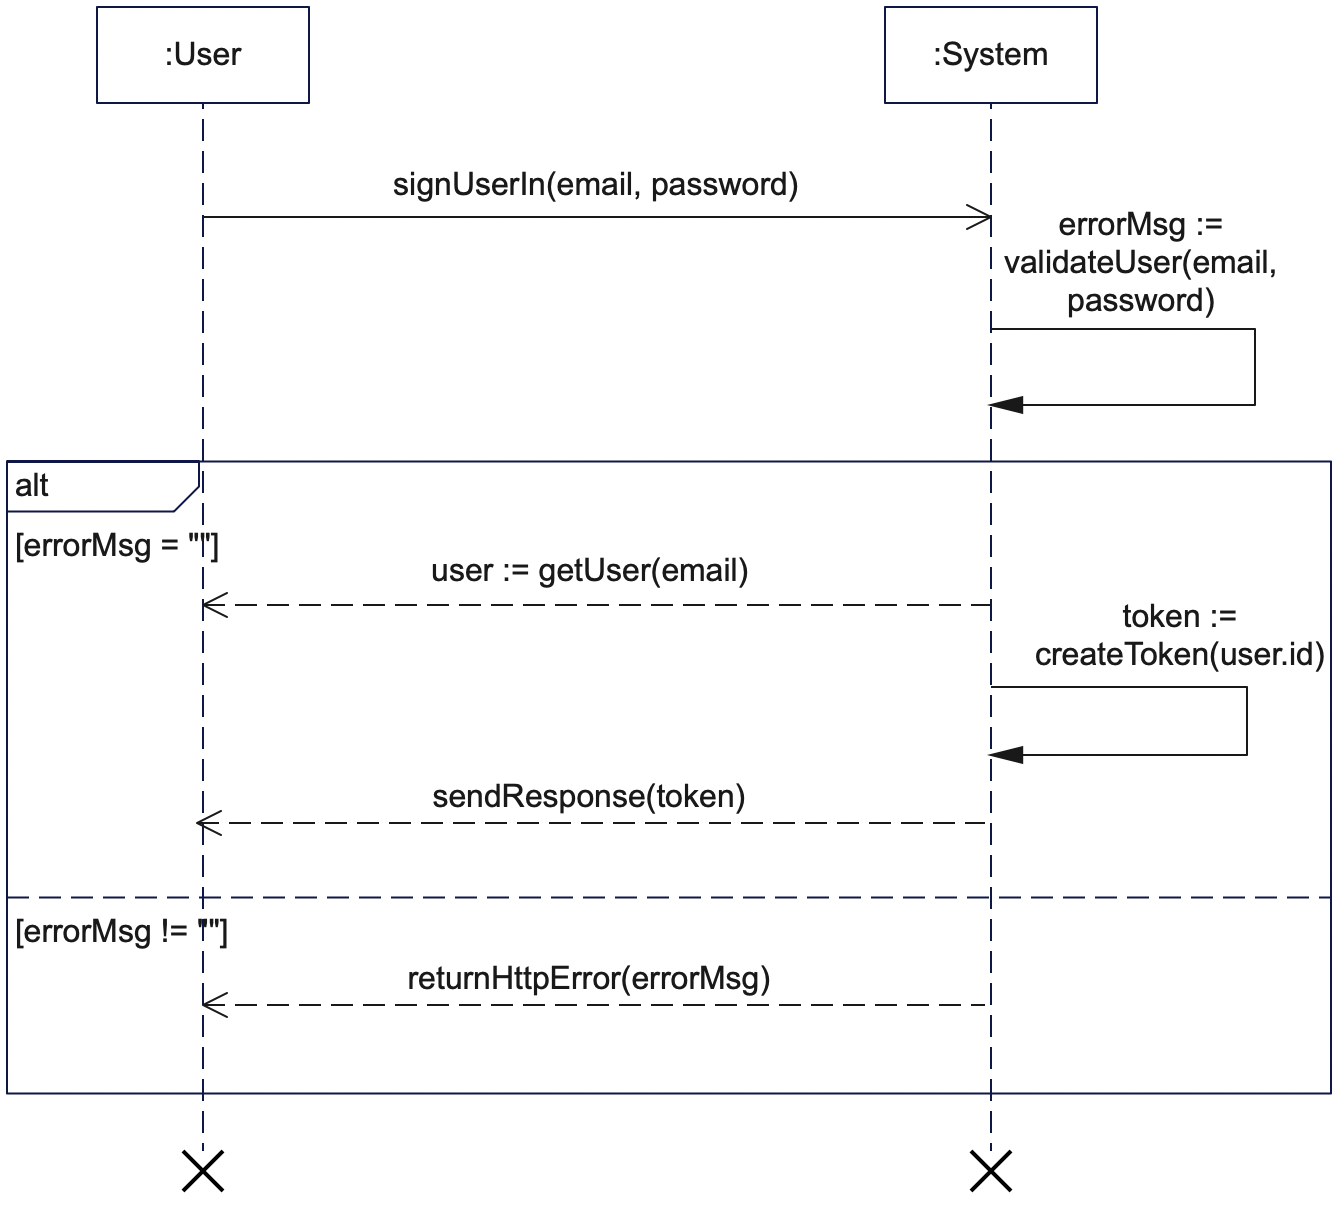 :User
:System
signUserIn(email, password)
errorMsg :=
validateUser(email,
password)
alt
[errorMsg = ""]
user := getUser(email)
token :=
createToken(user.id)
sendResponse(token)
[errorMsg != ""]
returnHttpError(errorMsg)